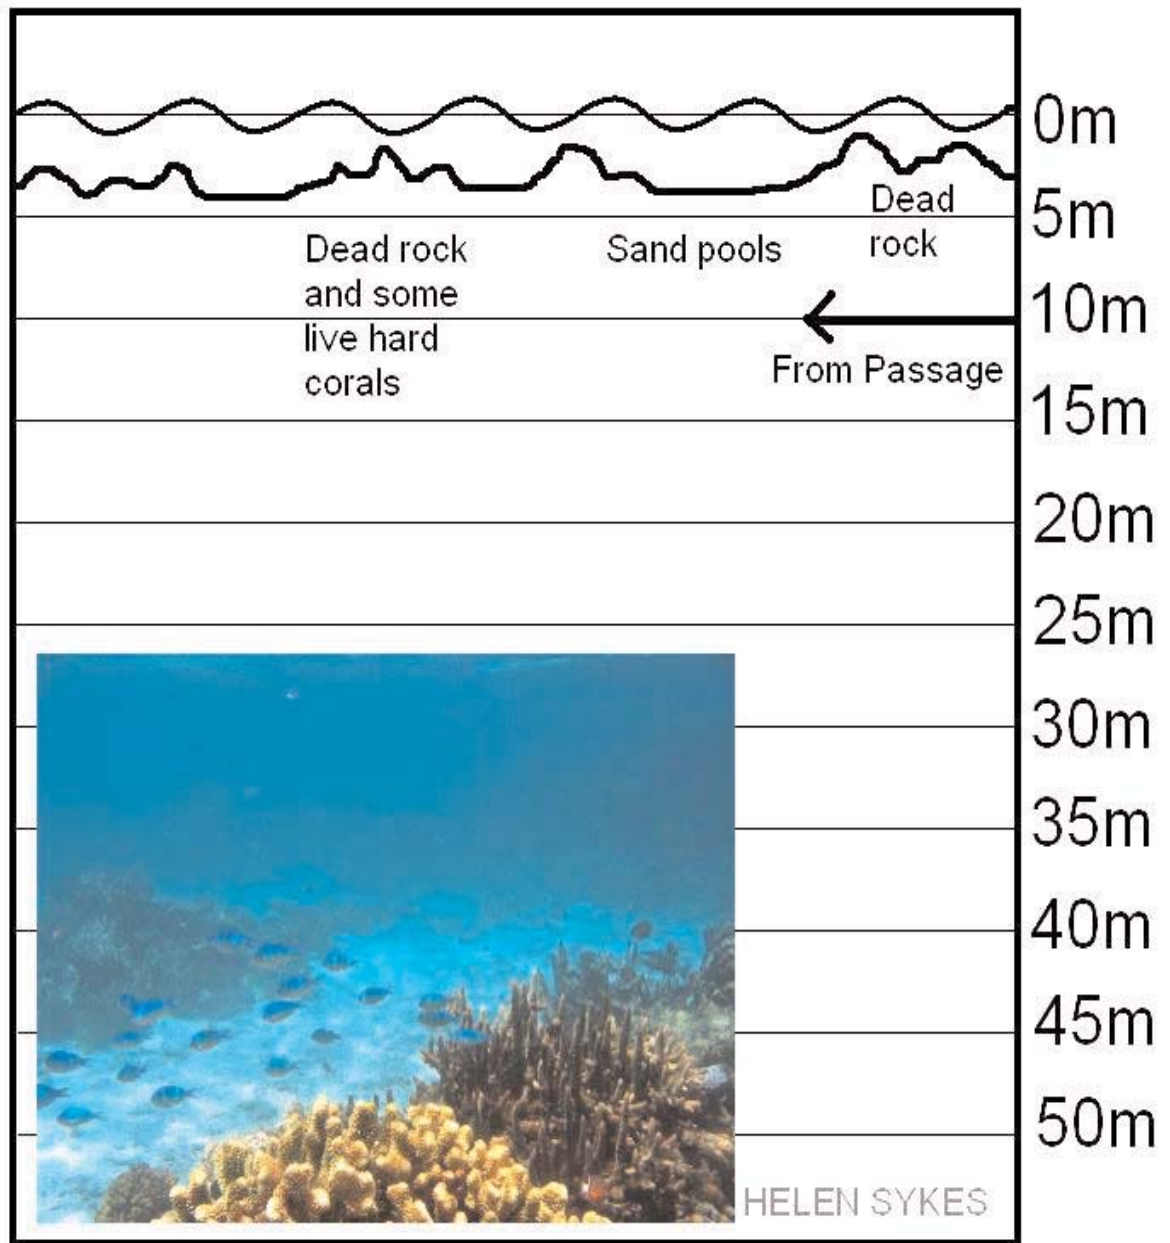 0m
Dead
rock
5m
Dead rock
and some
live hard
corals
Sand pools
10m
From Passage
15m
20m
25m
30m
35m
40m
45m
50m
HELEN SYKES